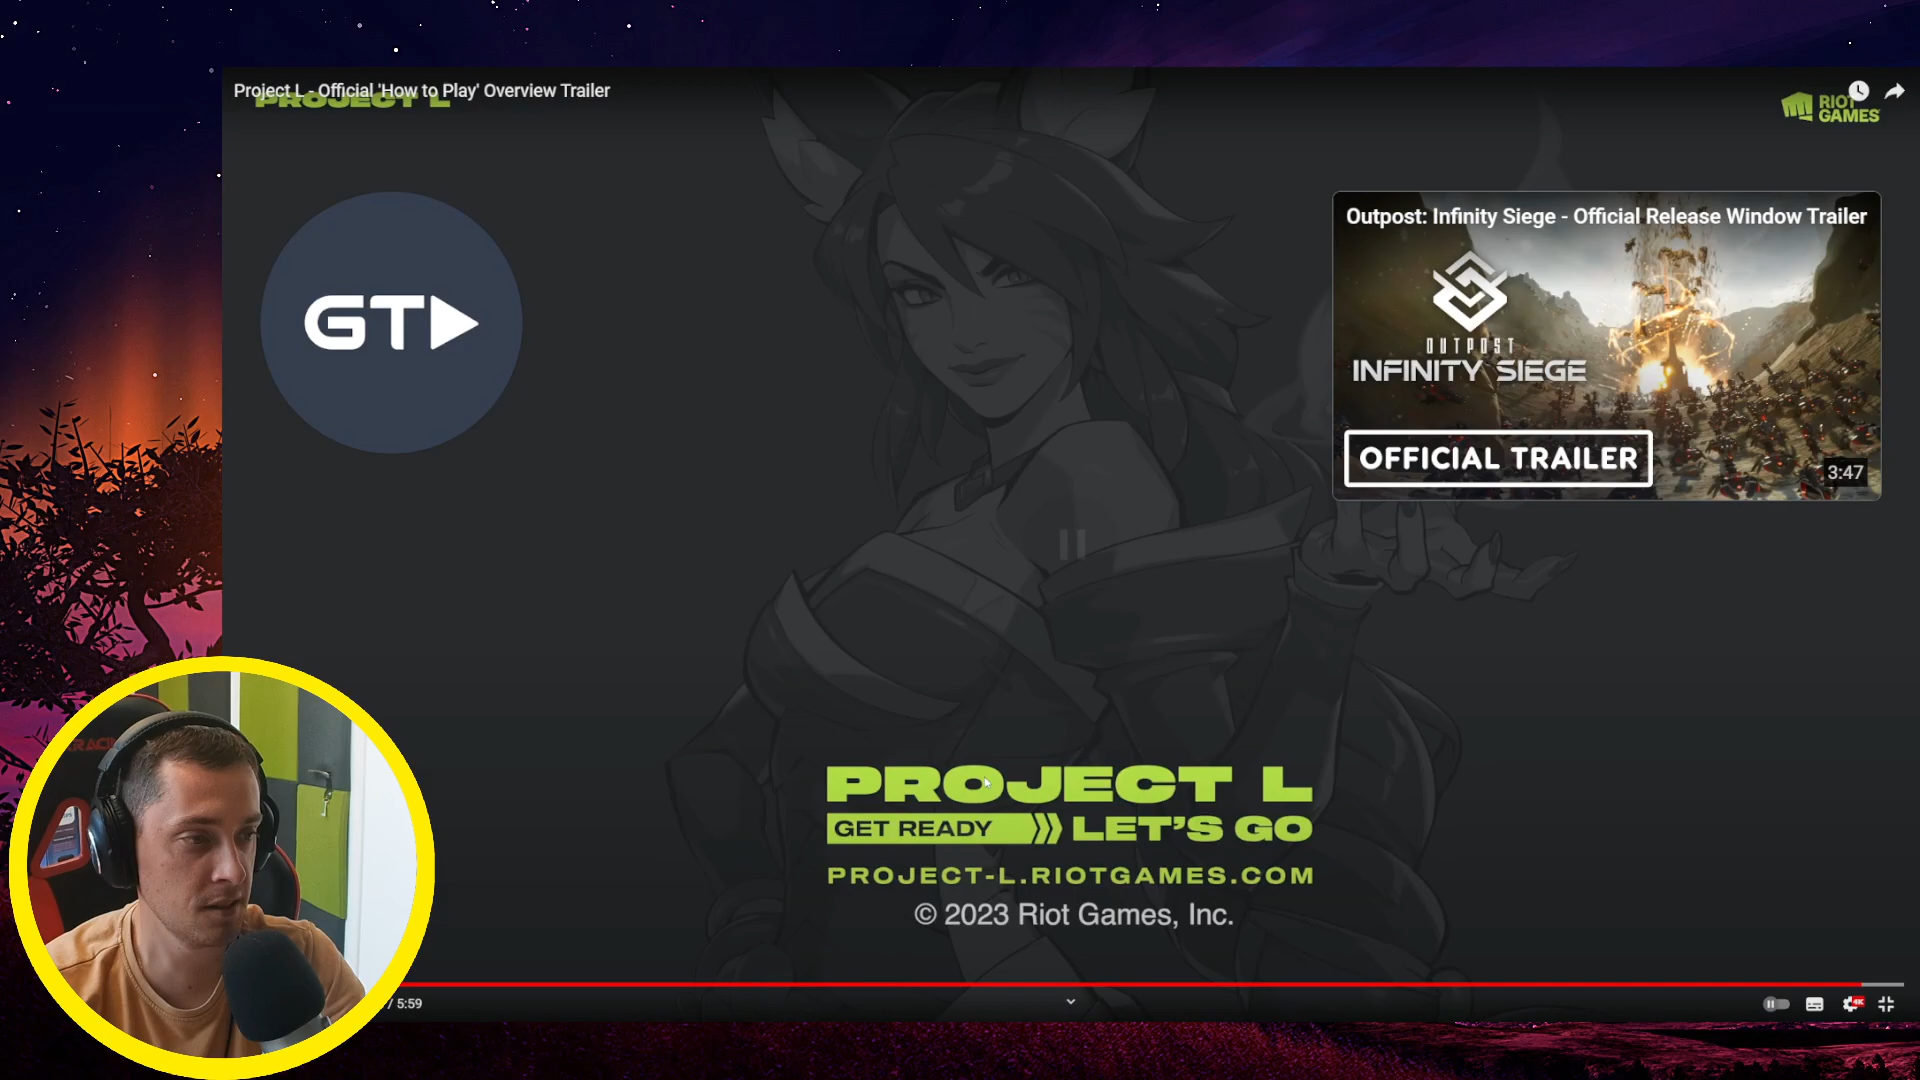 Project L - Official 'How to Play' Overview Trailer
PROJECT L
RIOT
GAMES
GT
Outpost: Infinity Siege - Official Release Window Trailer
OUTPOST
INFINITY SIEGE
OFFICIAL TRAILER
3:47
PROJECT L
GET READY LET'S GO
PROJECT-L.RIOTGAMES.COM
© 2023 Riot Games, Inc.
/ 5:59
4K